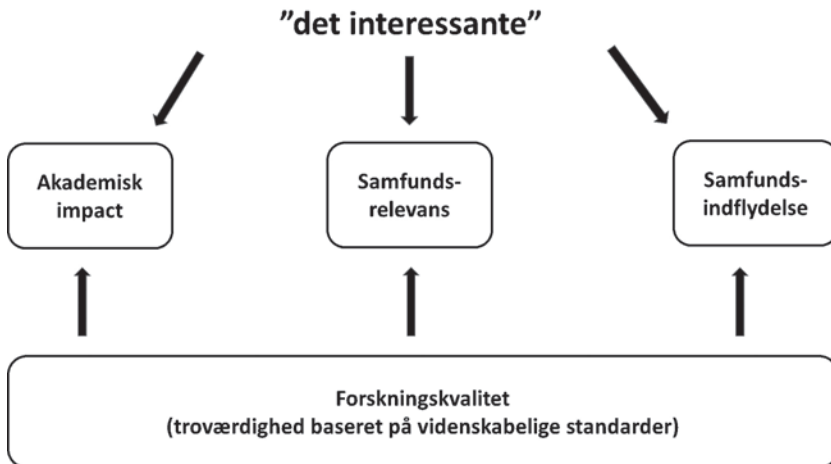 ”det interessante”
Akademisk
impact
Samfunds-
relevans
Samfunds-
indflydelse
Forskningskvalitet
(troværdighed baseret på videnskabelige standarder)